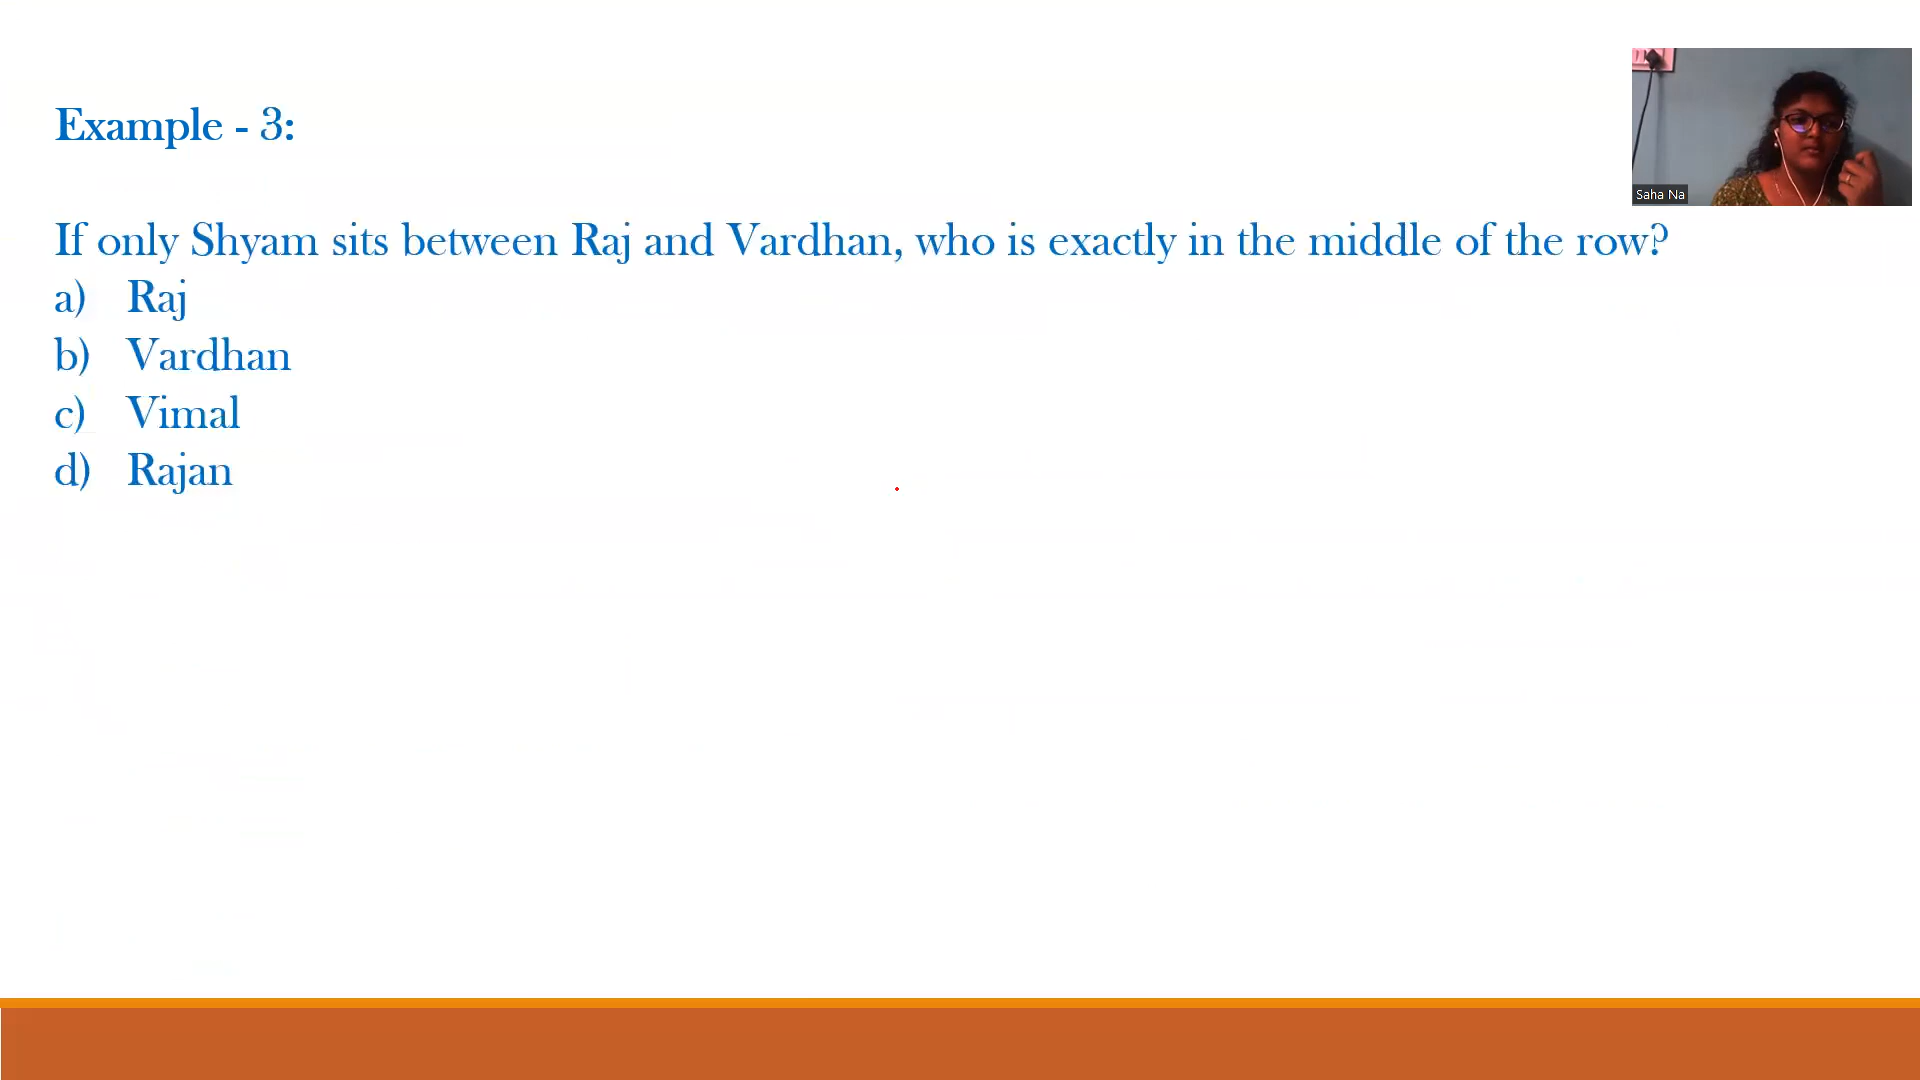 Example - 3:
If only Shyam sits between Raj and Vardhan, who is exactly in the middle of the row?
a) Raj
b) Vardhan
c) Vimal
d) Rajan
Saha Na